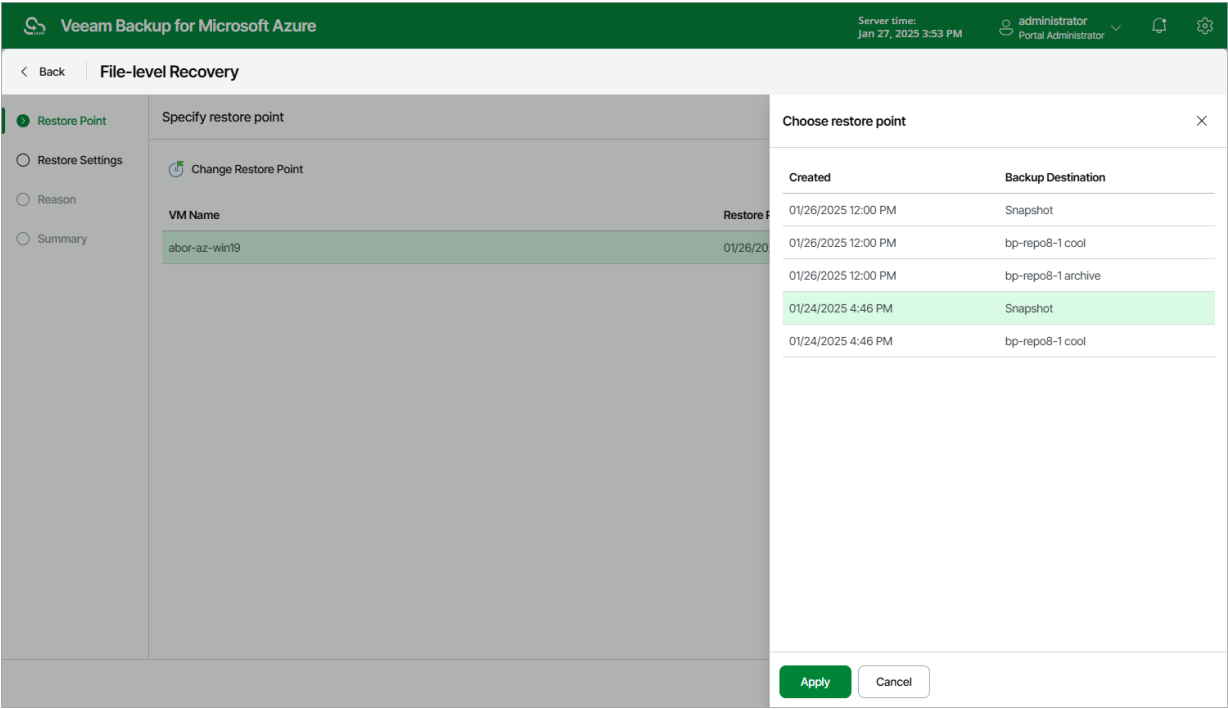 Veeam Backup for Microsoft Azure
Server time:
Jan 27, 2025 3:53 PM
administrator
Portal Administrator
Back
File-level Recovery
Restore Point
Restore Settings
Reason
Summary
Specify restore point
Change Restore Point
VM Name Restore P
abor-az-win19 01/26/20
Choose restore point
Created Backup Destination
01/26/2025 12:00 PM Snapshot
01/26/2025 12:00 PM bp-repo8-1 cool
01/26/2025 12:00 PM bp-repo8-1 archive
01/24/2025 4:46 PM Snapshot
01/24/2025 4:46 PM bp-repo8-1 cool
Apply Cancel